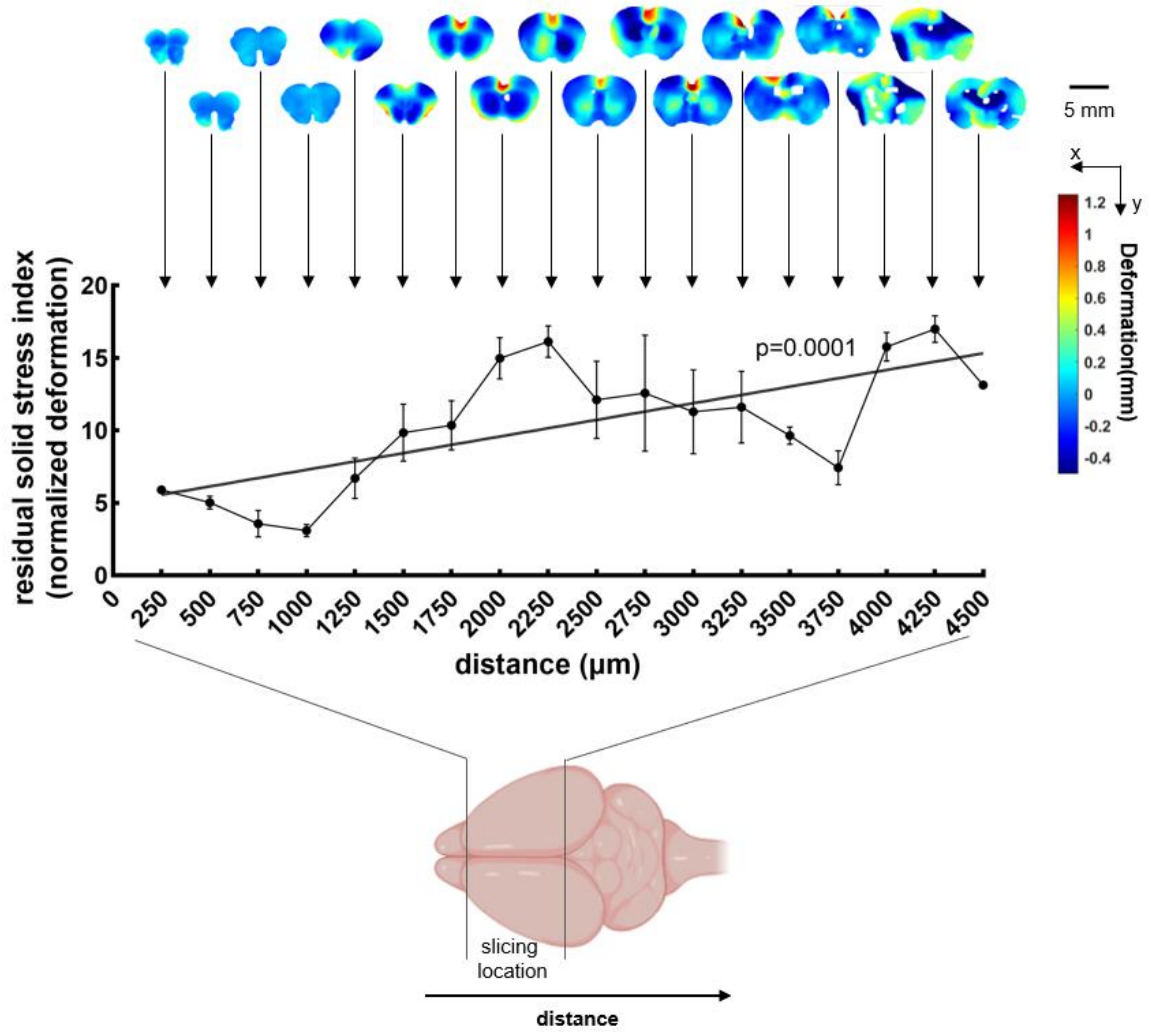 5 mm
x
y
1.2
1
0.8
0.6
0.4
0.2
0
-0.2
-0.4
Deformation(mm)
residual solid stress index
(normalized deformation)
20
15
10
5
0
p=0.0001
0 250 500 750 1000 1250 1500 1750 2000 2250 2500 2750 3000 3250 3500 3750 4000 4250 4500
distance (μm)
slicing
location
distance